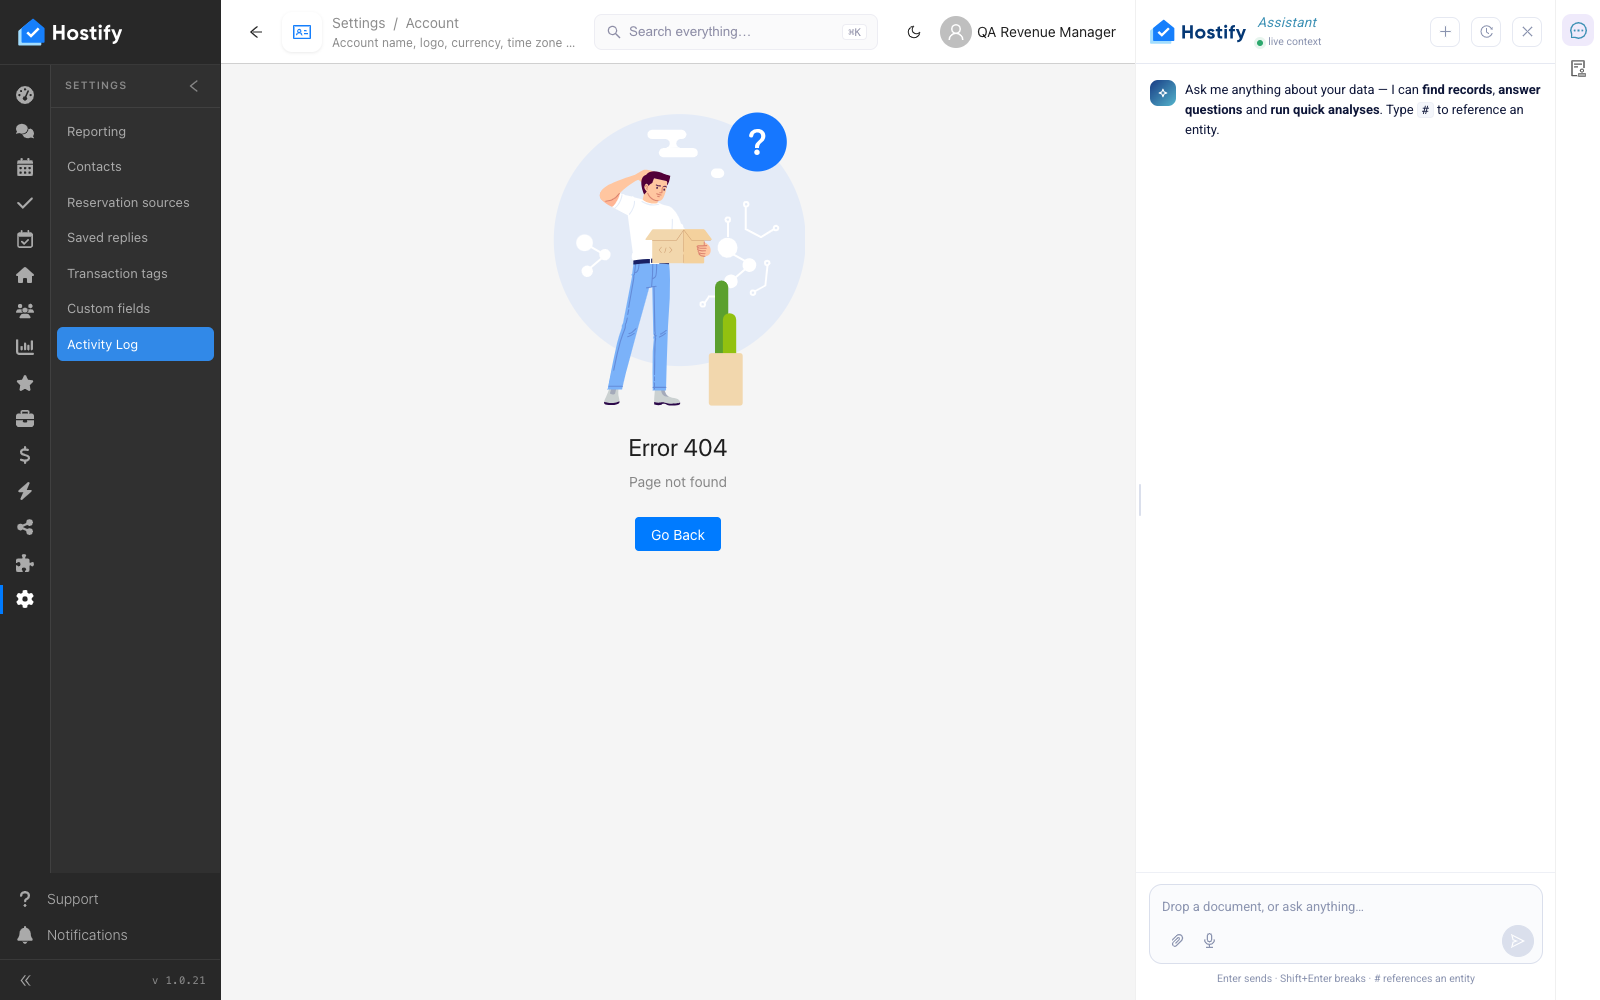 Hostify
SETTINGS
Reporting
Contacts
Reservation sources
Saved replies
Transaction tags
Custom fields
Activity Log
Support
Notifications
v 1.0.21
Settings / Account
Account name, logo, currency, time zone ...
Search everything...
⌘K
QA Revenue Manager
?
Error 404
Page not found
Go Back
Hostify
Assistant
live context
Ask me anything about your data — I can find records, answer
questions and run quick analyses. Type # to reference an
entity.
Drop a document, or ask anything...
Enter sends · Shift+Enter breaks · # references an entity